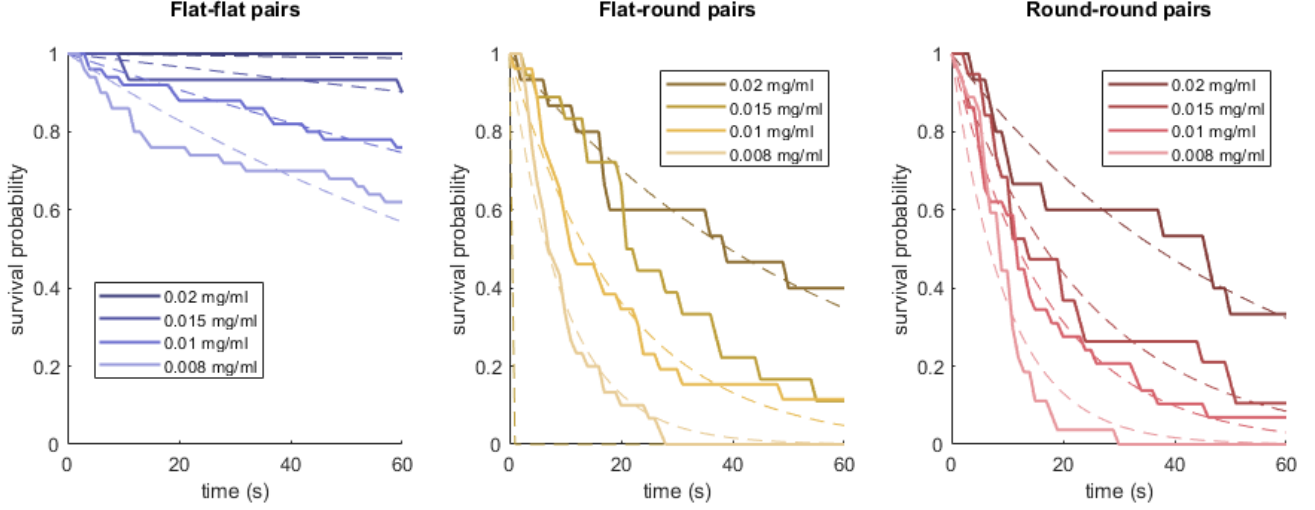 Flat-flat pairs
1
0.8
0.6
0.4
0.2
0
0
20
40
60
survival probability
time (s)
0.02 mg/ml
0.015 mg/ml
0.01 mg/ml
0.008 mg/ml
Flat-round pairs
1
0.8
0.6
0.4
0.2
0
0
20
40
60
survival probability
time (s)
0.02 mg/ml
0.015 mg/ml
0.01 mg/ml
0.008 mg/ml
Round-round pairs
1
0.8
0.6
0.4
0.2
0
0
20
40
60
survival probability
time (s)
0.02 mg/ml
0.015 mg/ml
0.01 mg/ml
0.008 mg/ml